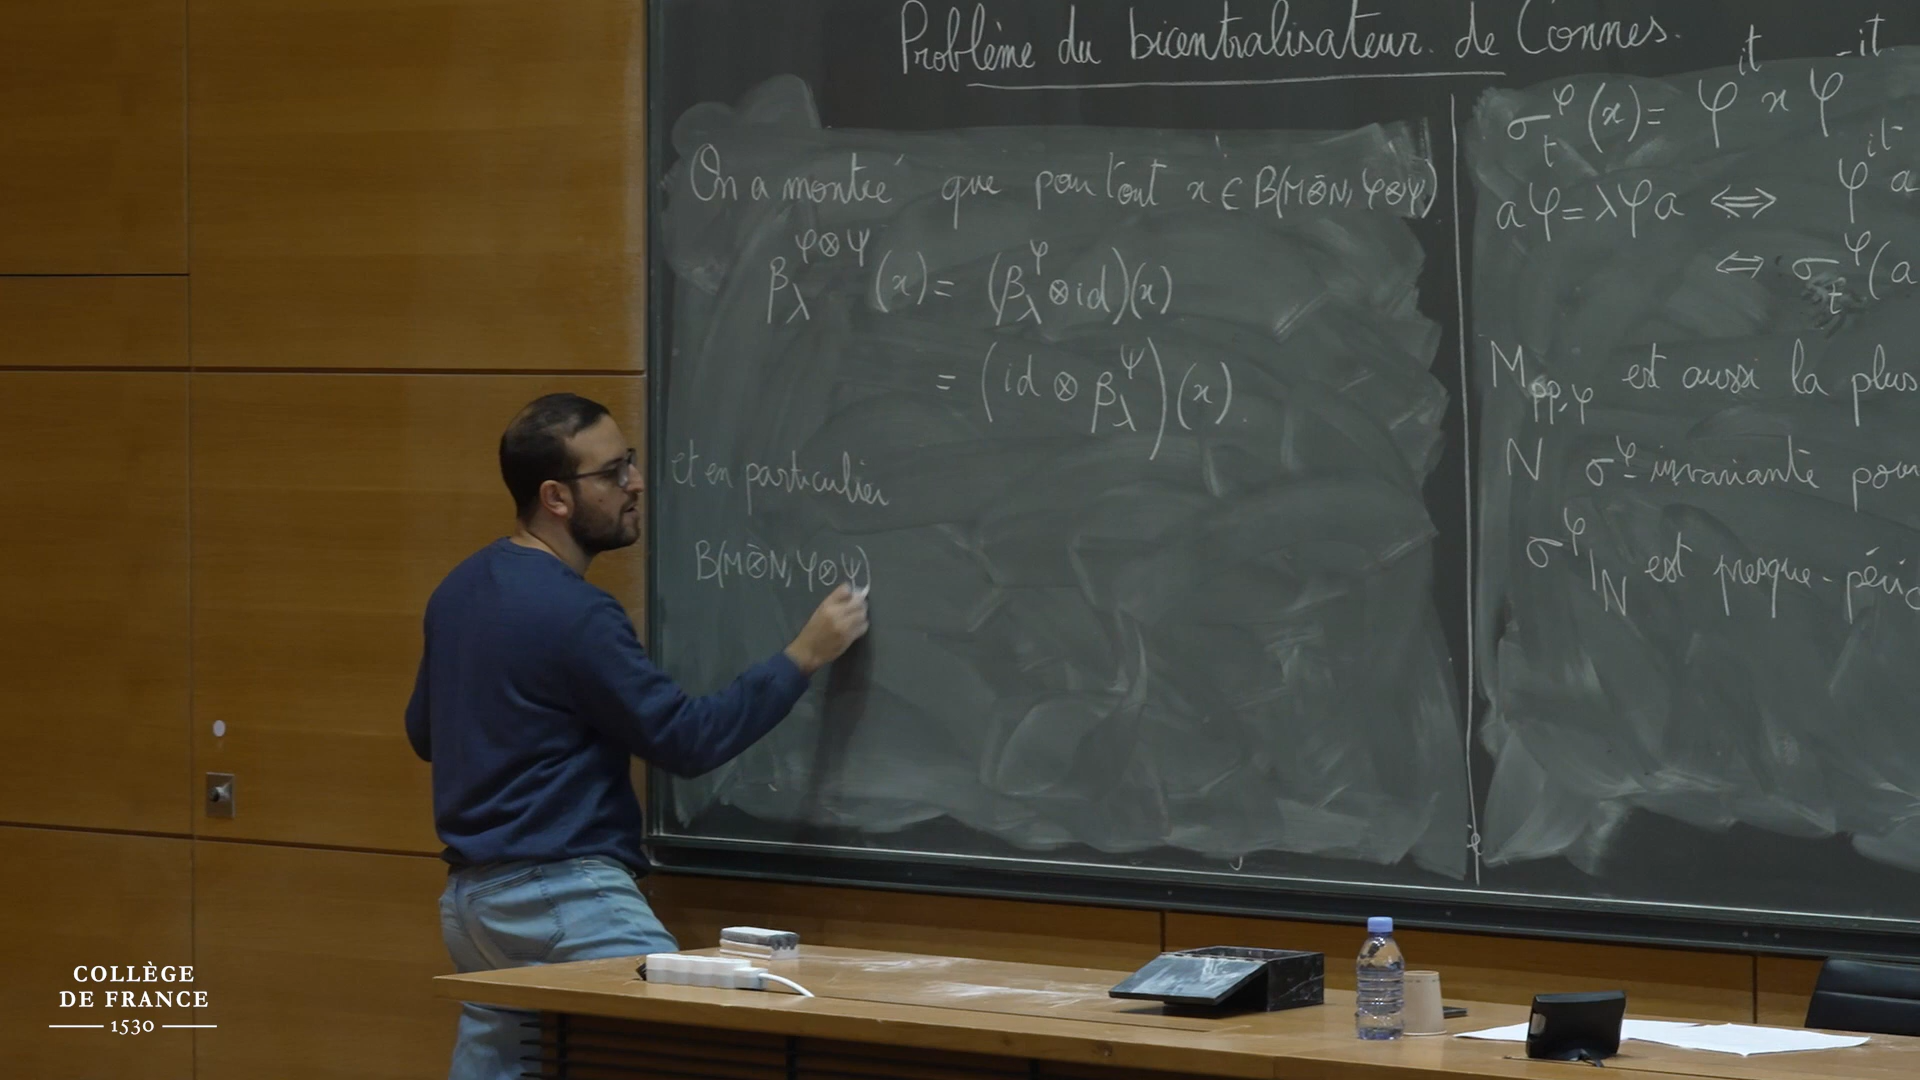 Problème du bicentralisateur de Connes.
On a montré que pour tout x ∈ B(M⊗̄N, φ⊗ψ)
β_λ^{φ⊗ψ}(x) = (β_λ^φ ⊗ id)(x)
= (id ⊗ β_λ^ψ)(x).
et en particulier
B(M⊗̄N, φ⊗ψ)
σ_t^φ(x) = φ^{it} x φ^{-it}
aφ = λφa ⟺ φ^{it} a
⟺ σ_t^φ(a
M_{pp,φ} est aussi la plus
N σ^φ-invariante pour
σ^φ|_N est presque-pério
COLLÈGE
DE FRANCE
1530